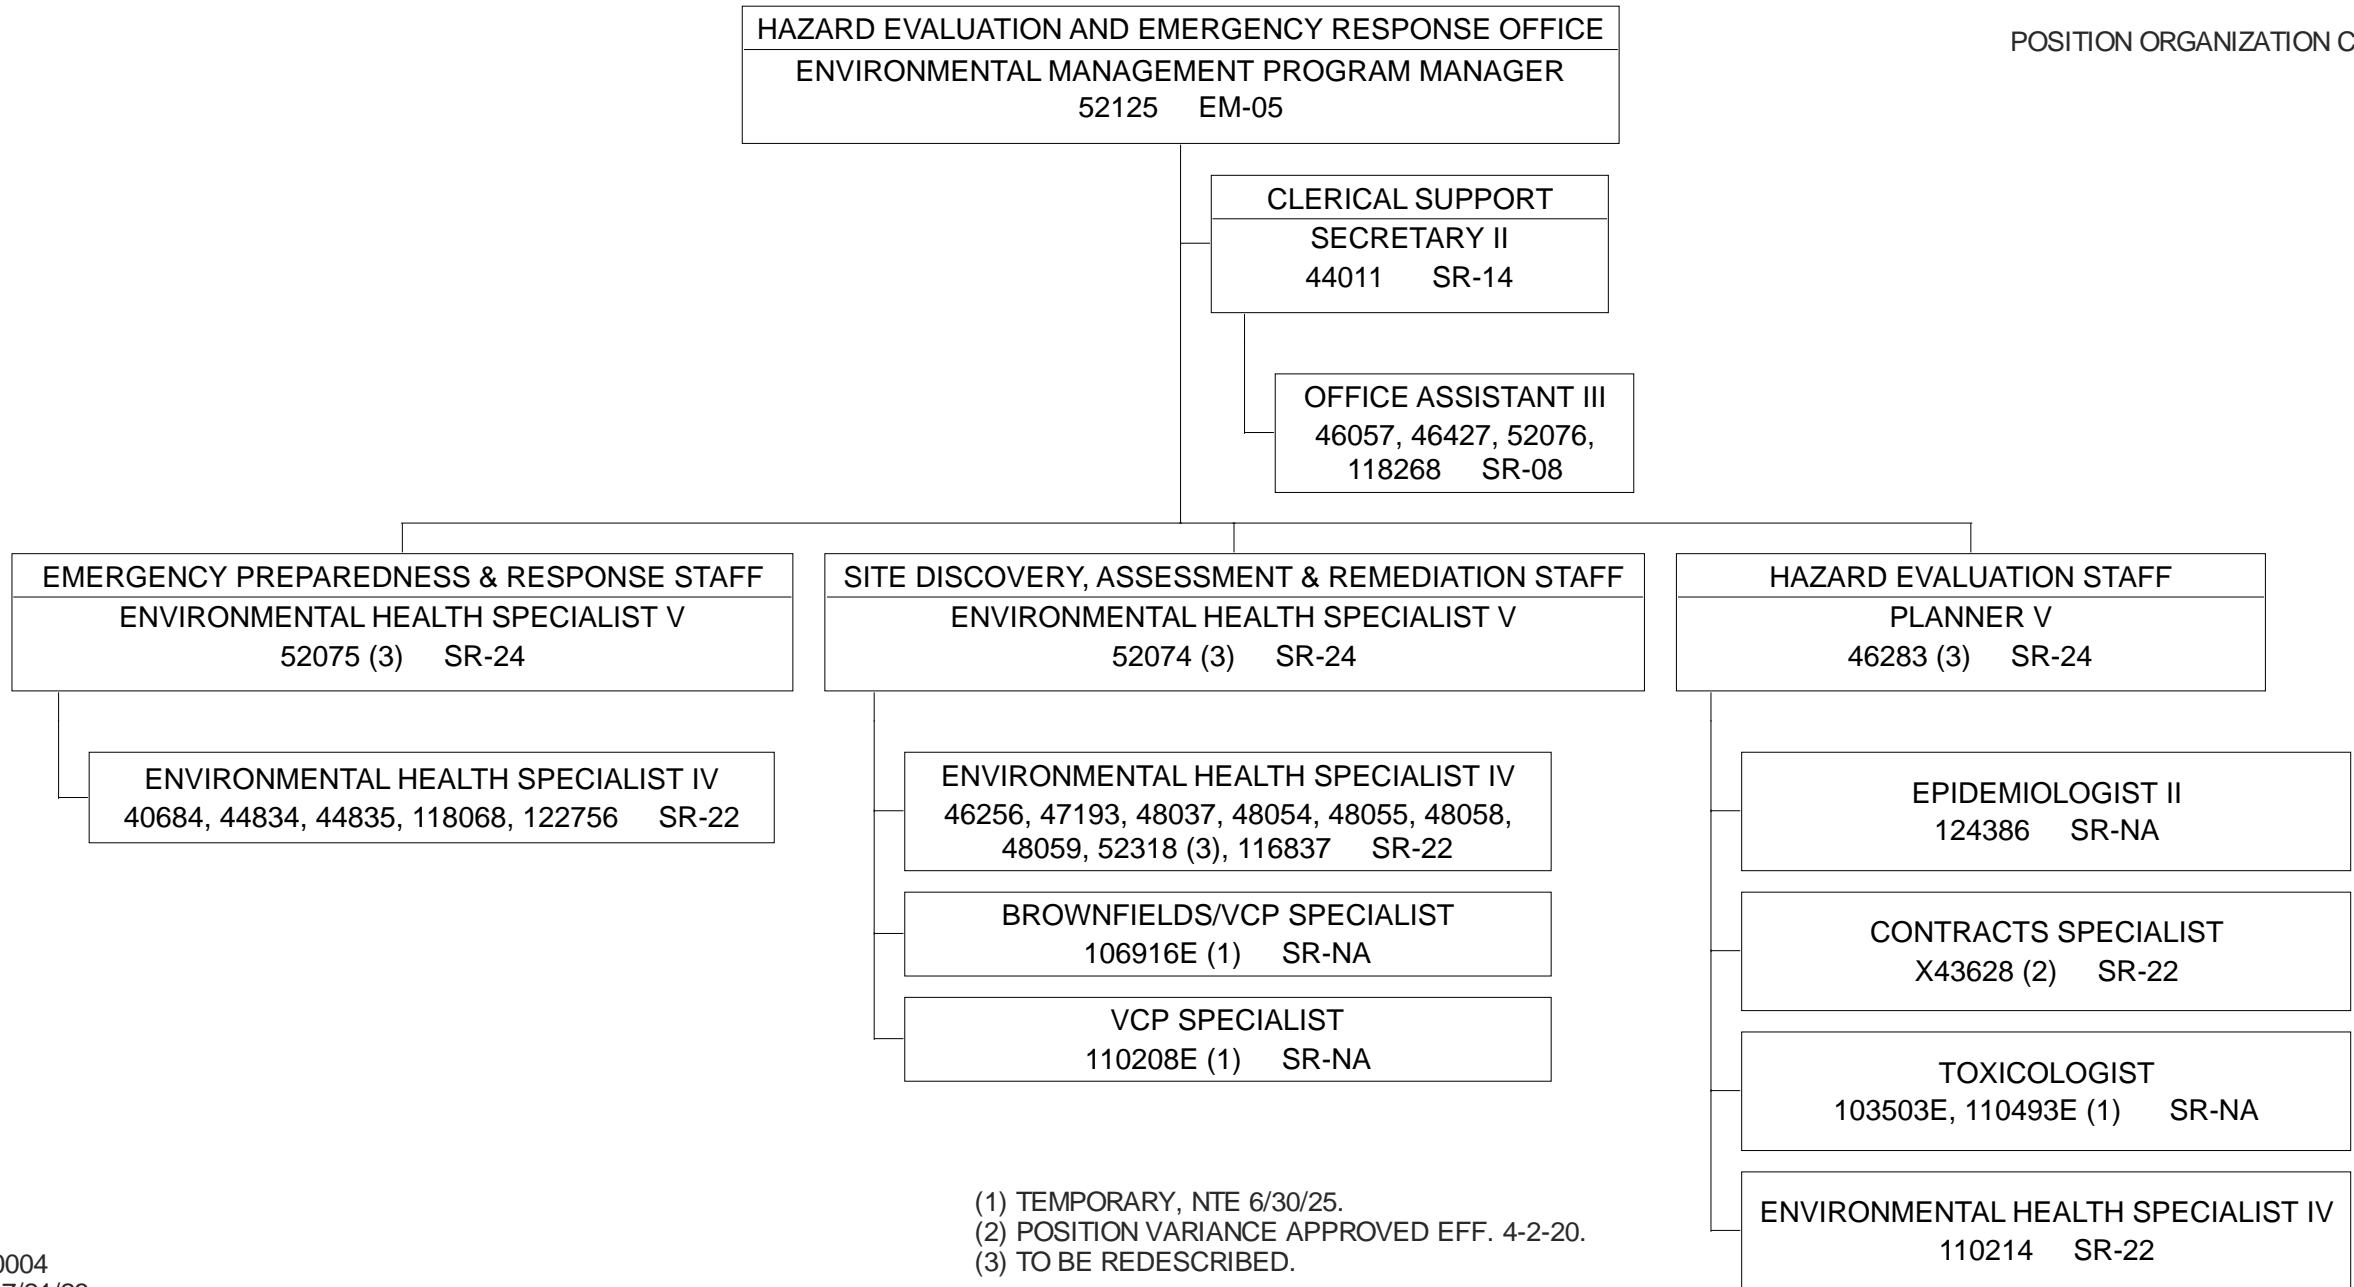 HAZARD EVALUATION AND EMERGENCY RESPONSE OFFICE
ENVIRONMENTAL MANAGEMENT PROGRAM MANAGER
52125 EM-05
POSITION ORGANIZATION C
CLERICAL SUPPORT
SECRETARY II
44011 SR-14
OFFICE ASSISTANT III
46057, 46427, 52076,
118268 SR-08
EMERGENCY PREPAREDNESS & RESPONSE STAFF
ENVIRONMENTAL HEALTH SPECIALIST V
52075 (3) SR-24
ENVIRONMENTAL HEALTH SPECIALIST IV
40684, 44834, 44835, 118068, 122756 SR-22
SITE DISCOVERY, ASSESSMENT & REMEDIATION STAFF
ENVIRONMENTAL HEALTH SPECIALIST V
52074 (3) SR-24
ENVIRONMENTAL HEALTH SPECIALIST IV
46256, 47193, 48037, 48054, 48055, 48058,
48059, 52318 (3), 116837 SR-22
BROWNFIELDS/VCP SPECIALIST
106916E (1) SR-NA
VCP SPECIALIST
110208E (1) SR-NA
HAZARD EVALUATION STAFF
PLANNER V
46283 (3) SR-24
EPIDEMIOLOGIST II
124386 SR-NA
CONTRACTS SPECIALIST
X43628 (2) SR-22
TOXICOLOGIST
103503E, 110493E (1) SR-NA
ENVIRONMENTAL HEALTH SPECIALIST IV
110214 SR-22
(1) TEMPORARY, NTE 6/30/25.
(2) POSITION VARIANCE APPROVED EFF. 4-2-20.
(3) TO BE REDESCRIBED.
0004